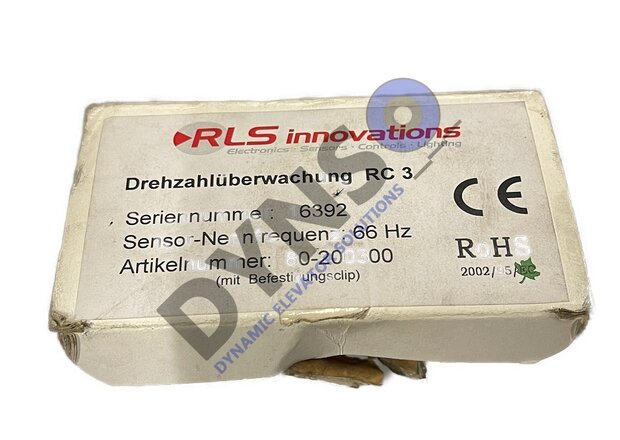 RLS innovations
Electronics · Sensors · Controls · Lighting
Drehzahlüberwachung RC 3
Seriennummer: 6392
Sensor-Nennfrequenz: 66 Hz
Artikelnummer: 80-200300
(mit Befestigungsclip)
CE
RoHS
2002/95/EC
DYNSO
DYNAMIC ELEVATOR SOLUTIONS